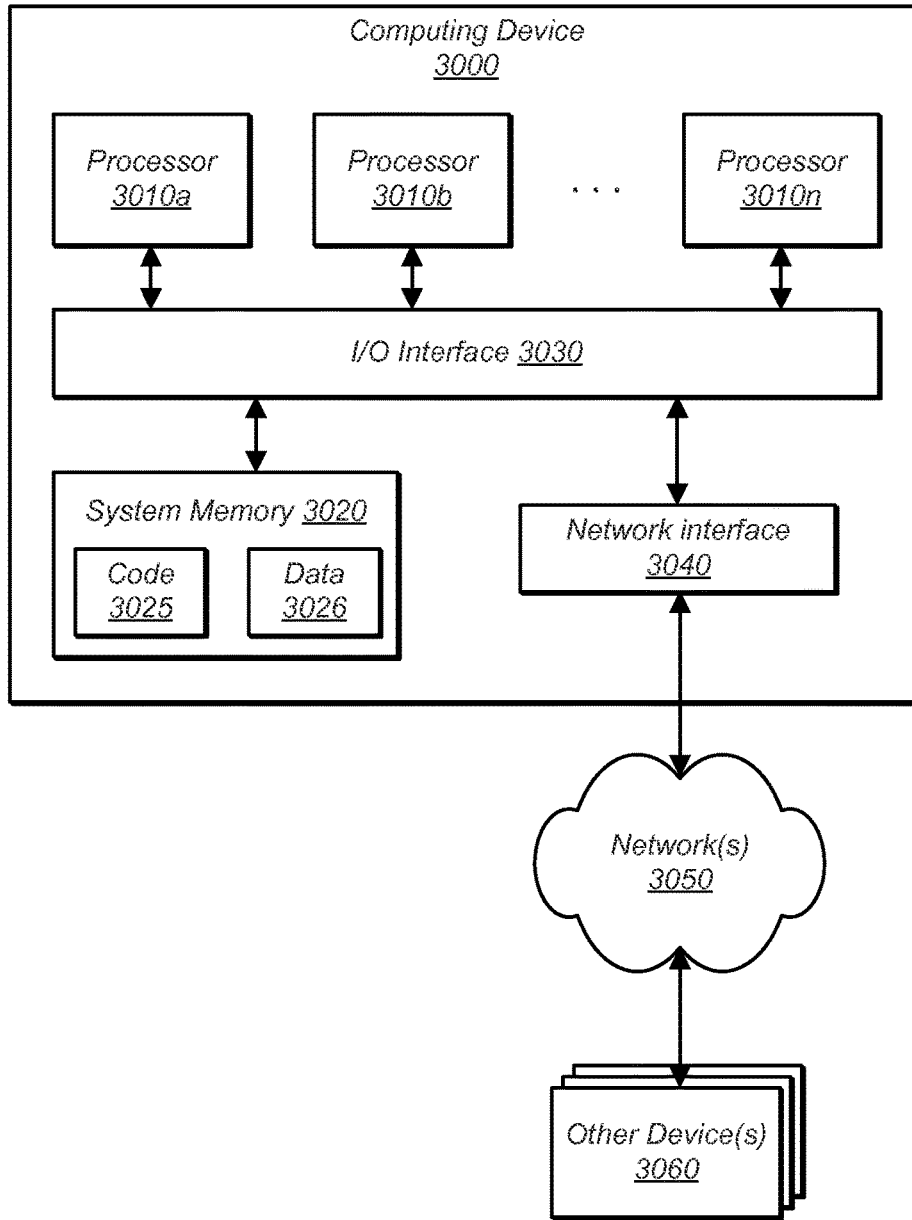 Computing Device
3000
Processor
3010a
Processor
3010b
. . .
Processor
3010n
I/O Interface 3030
System Memory 3020
Code
3025
Data
3026
Network interface
3040
Network(s)
3050
Other Device(s)
3060